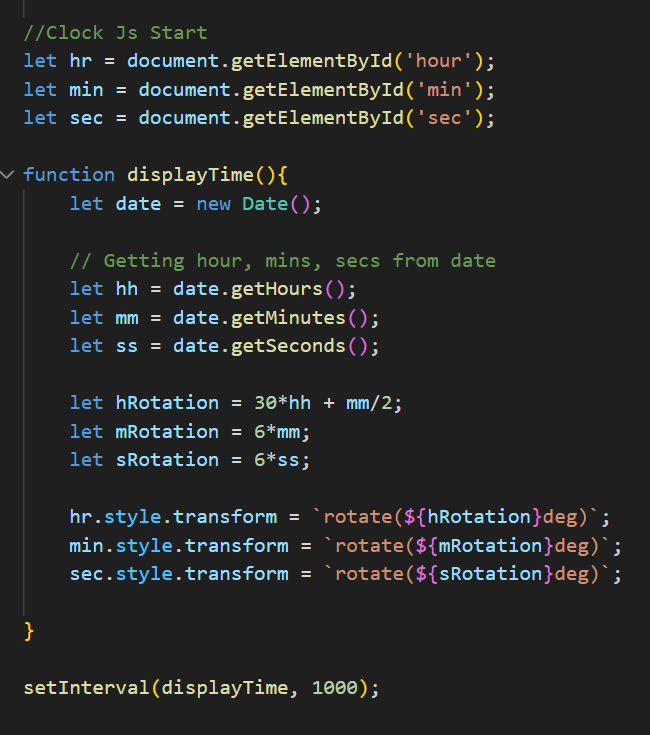 //Clock Js Start
let hr = document.getElementById('hour');
let min = document.getElementById('min');
let sec = document.getElementById('sec');
function displayTime(){
let date = new Date();
// Getting hour, mins, secs from date
let hh = date.getHours();
let mm = date.getMinutes();
let ss = date.getSeconds();
let hRotation = 30*hh + mm/2;
let mRotation = 6*mm;
let sRotation = 6*ss;
hr.style.transform = `rotate(${hRotation}deg)`;
min.style.transform = `rotate(${mRotation}deg)`;
sec.style.transform = `rotate(${sRotation}deg)`;
}
setInterval(displayTime, 1000);